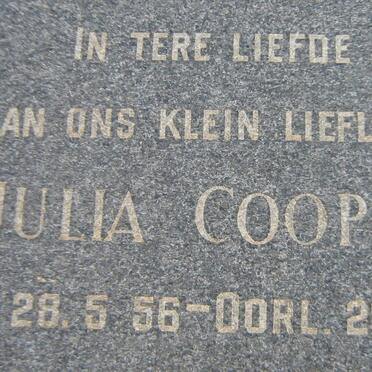 IN TERE LIEFDE
AN ONS KLEIN LIEFL
JULIA COOP
28.5 56-OORL. 2